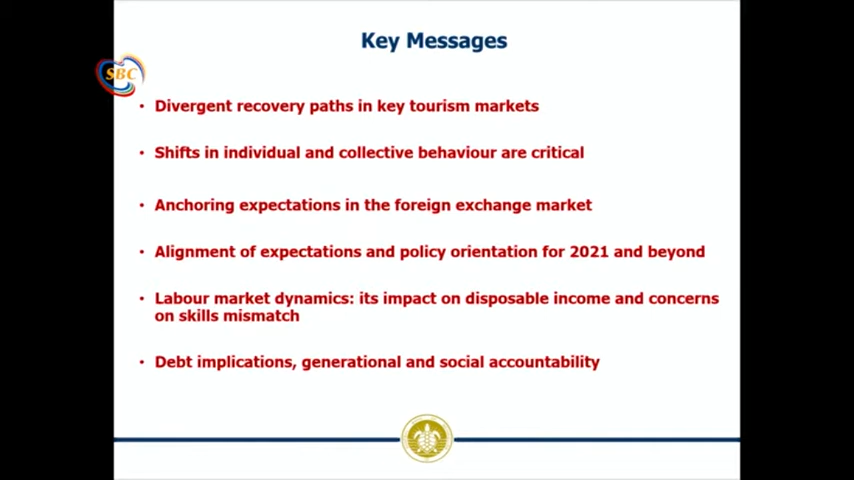 Key Messages
SBC
• Divergent recovery paths in key tourism markets
• Shifts in individual and collective behaviour are critical
• Anchoring expectations in the foreign exchange market
• Alignment of expectations and policy orientation for 2021 and beyond
• Labour market dynamics: its impact on disposable income and concerns
on skills mismatch
• Debt implications, generational and social accountability